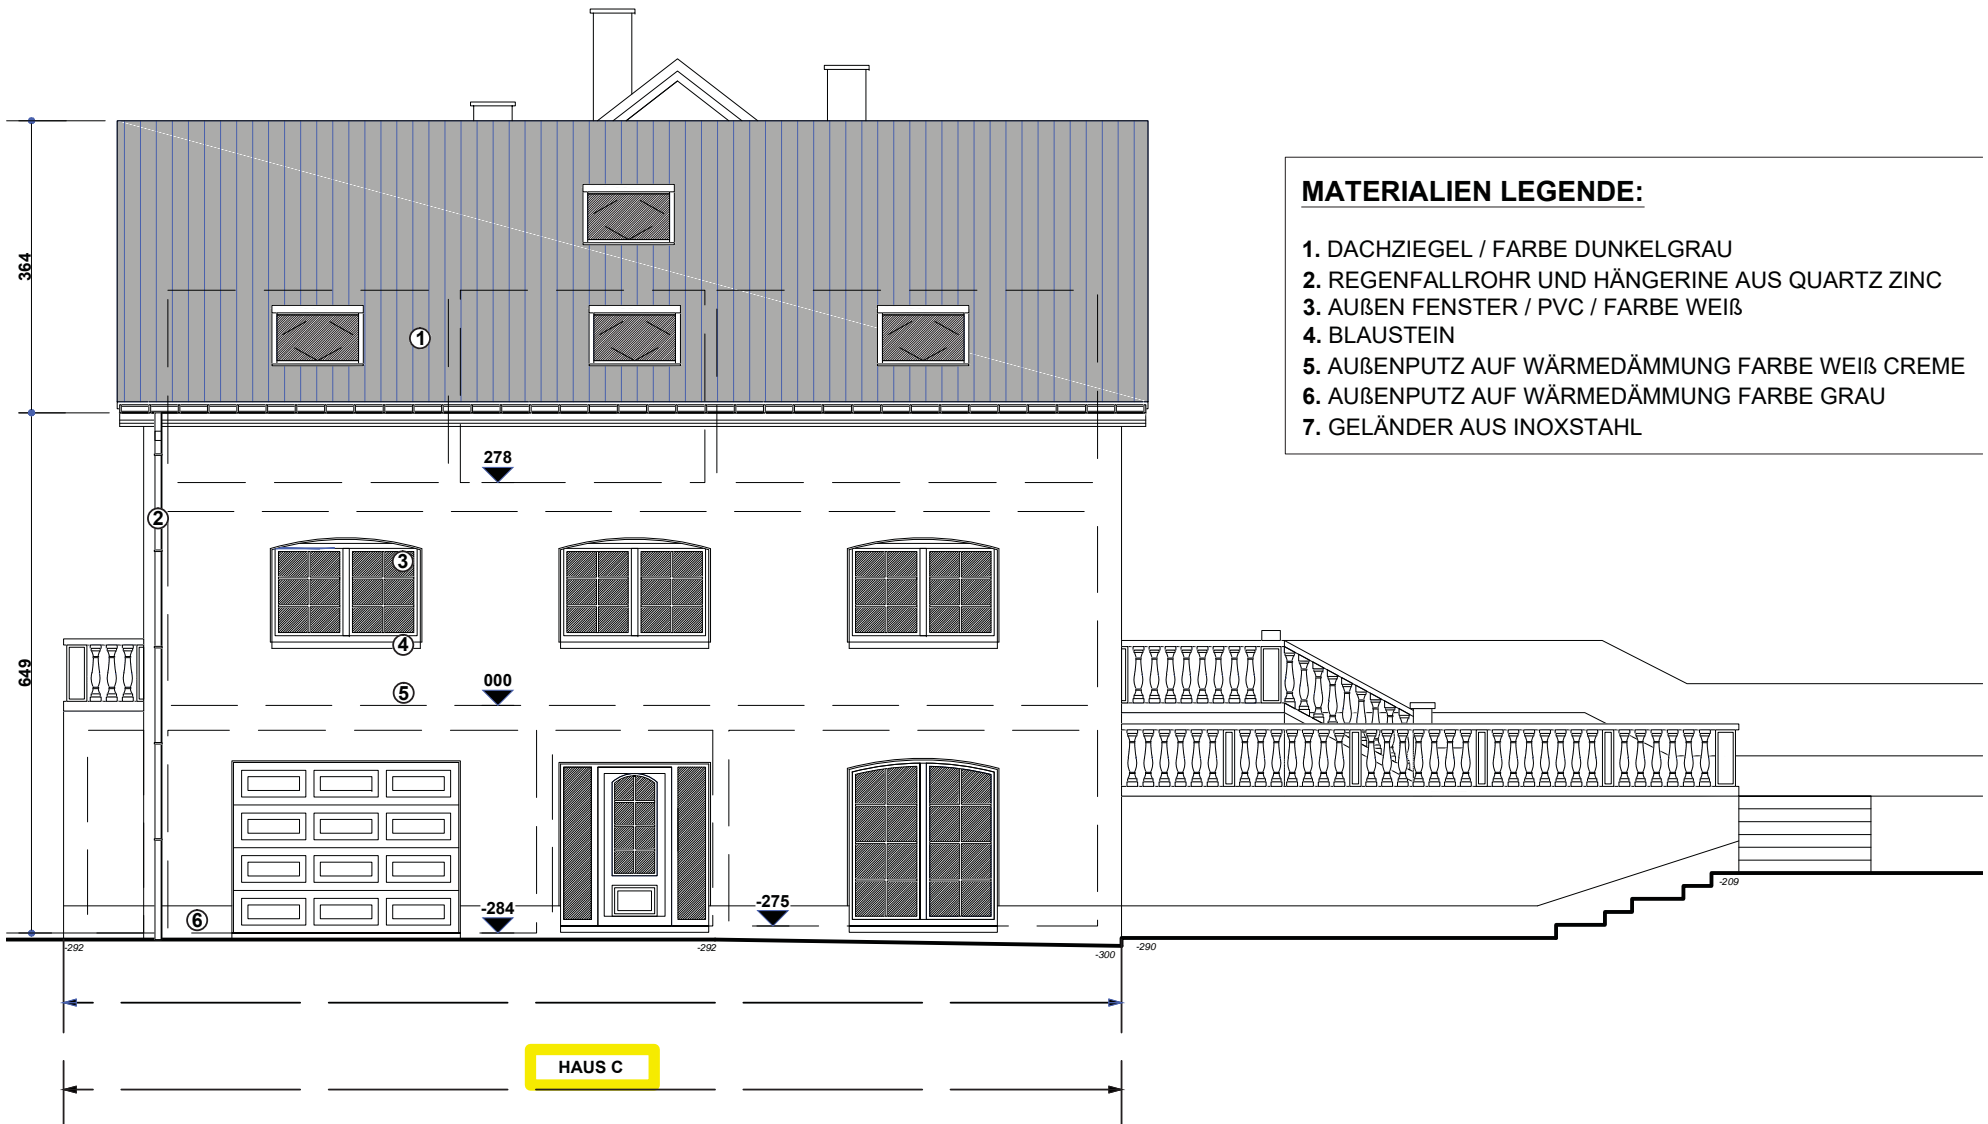 364
649
1
2
3
4
5
6
278
000
-284
-275
-292
-292
-300
-290
-209
HAUS C
MATERIALIEN LEGENDE:
1. DACHZIEGEL / FARBE DUNKELGRAU
2. REGENFALLROHR UND HÄNGERINE AUS QUARTZ ZINC
3. AUßEN FENSTER / PVC / FARBE WEIß
4. BLAUSTEIN
5. AUßENPUTZ AUF WÄRMEDÄMMUNG FARBE WEIß CREME
6. AUßENPUTZ AUF WÄRMEDÄMMUNG FARBE GRAU
7. GELÄNDER AUS INOXSTAHL